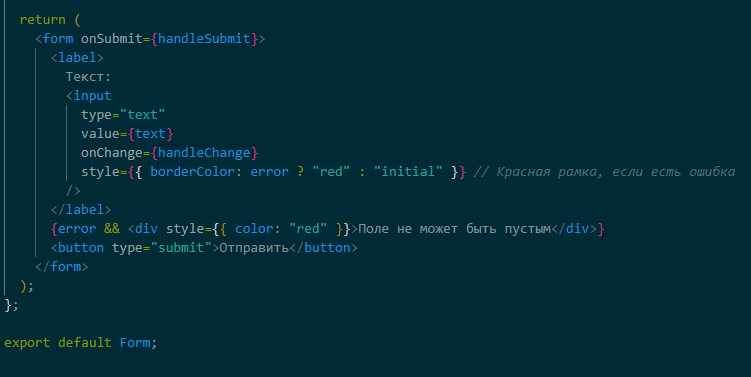 return (
<form onSubmit={handleSubmit}>
<label>
Текст:
<input
type="text"
value={text}
onChange={handleChange}
style={{ borderColor: error ? "red" : "initial" }} // Красная рамка, если есть ошибка
/>
</label>
{error && <div style={{ color: "red" }}>Поле не может быть пустым</div>}
<button type="submit">Отправить</button>
</form>
);
};
export default Form;